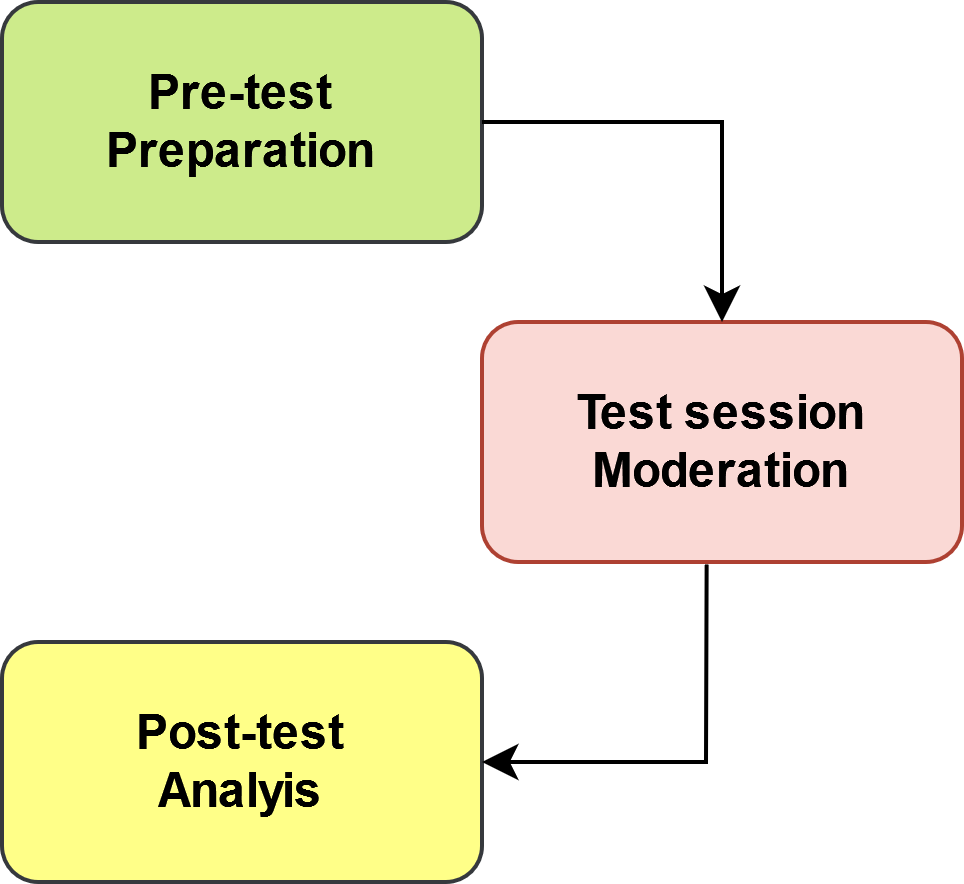 Pre-test
Preparation
Test session
Moderation
Post-test
Analyis